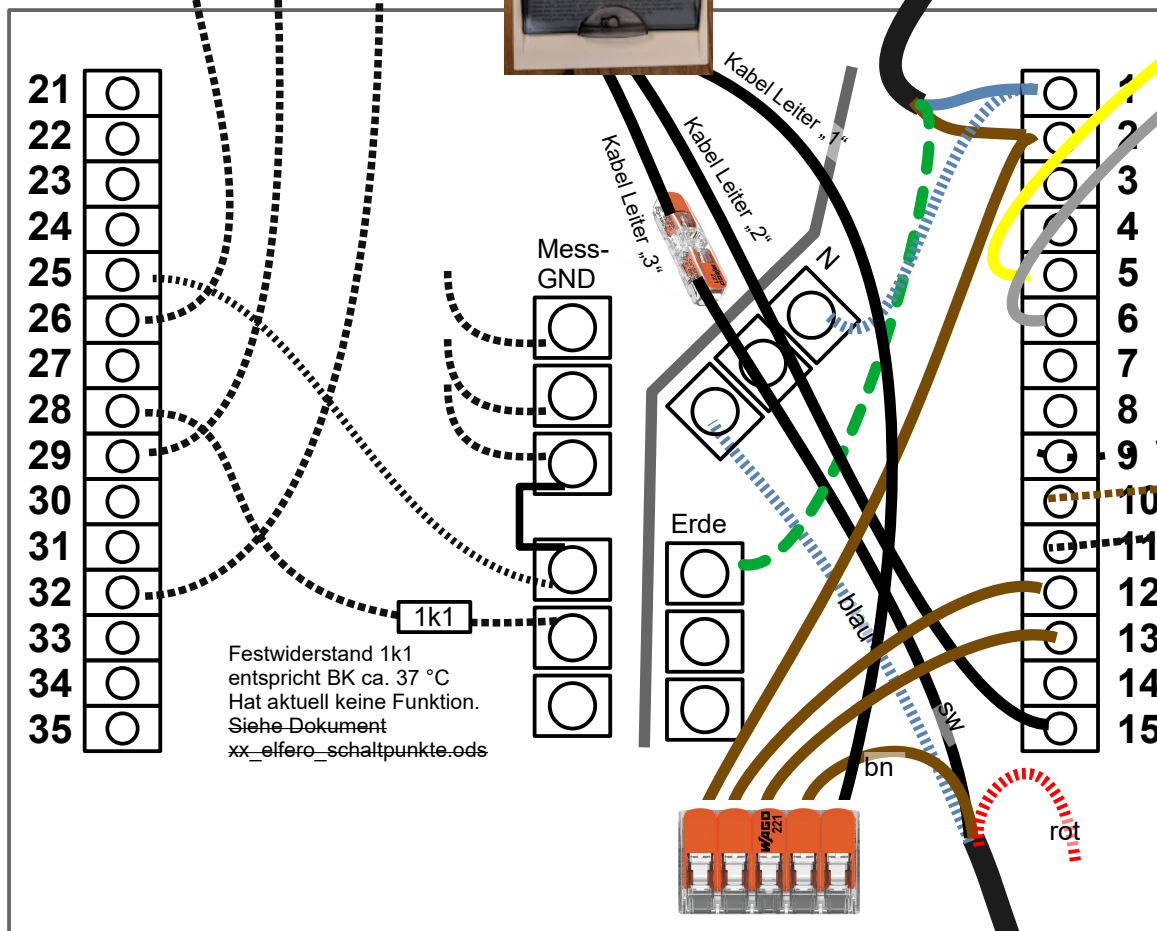 21
22
23
24
25
26
27
28
29
30
31
32
33
34
35
Mess-
GND
Kabel Leiter „1“
Kabel Leiter „2“
Kabel Leiter „3“
WAGO
221
N
Erde
1k1
Festwiderstand 1k1
entspricht BK ca. 37 °C
Hat aktuell keine Funktion.
Siehe Dokument
xx_elfero_schaltpunkte.ods
blau
sw
bn
rot
WAGO
221
1
2
3
4
5
6
7
8
9
10
11
12
13
14
15